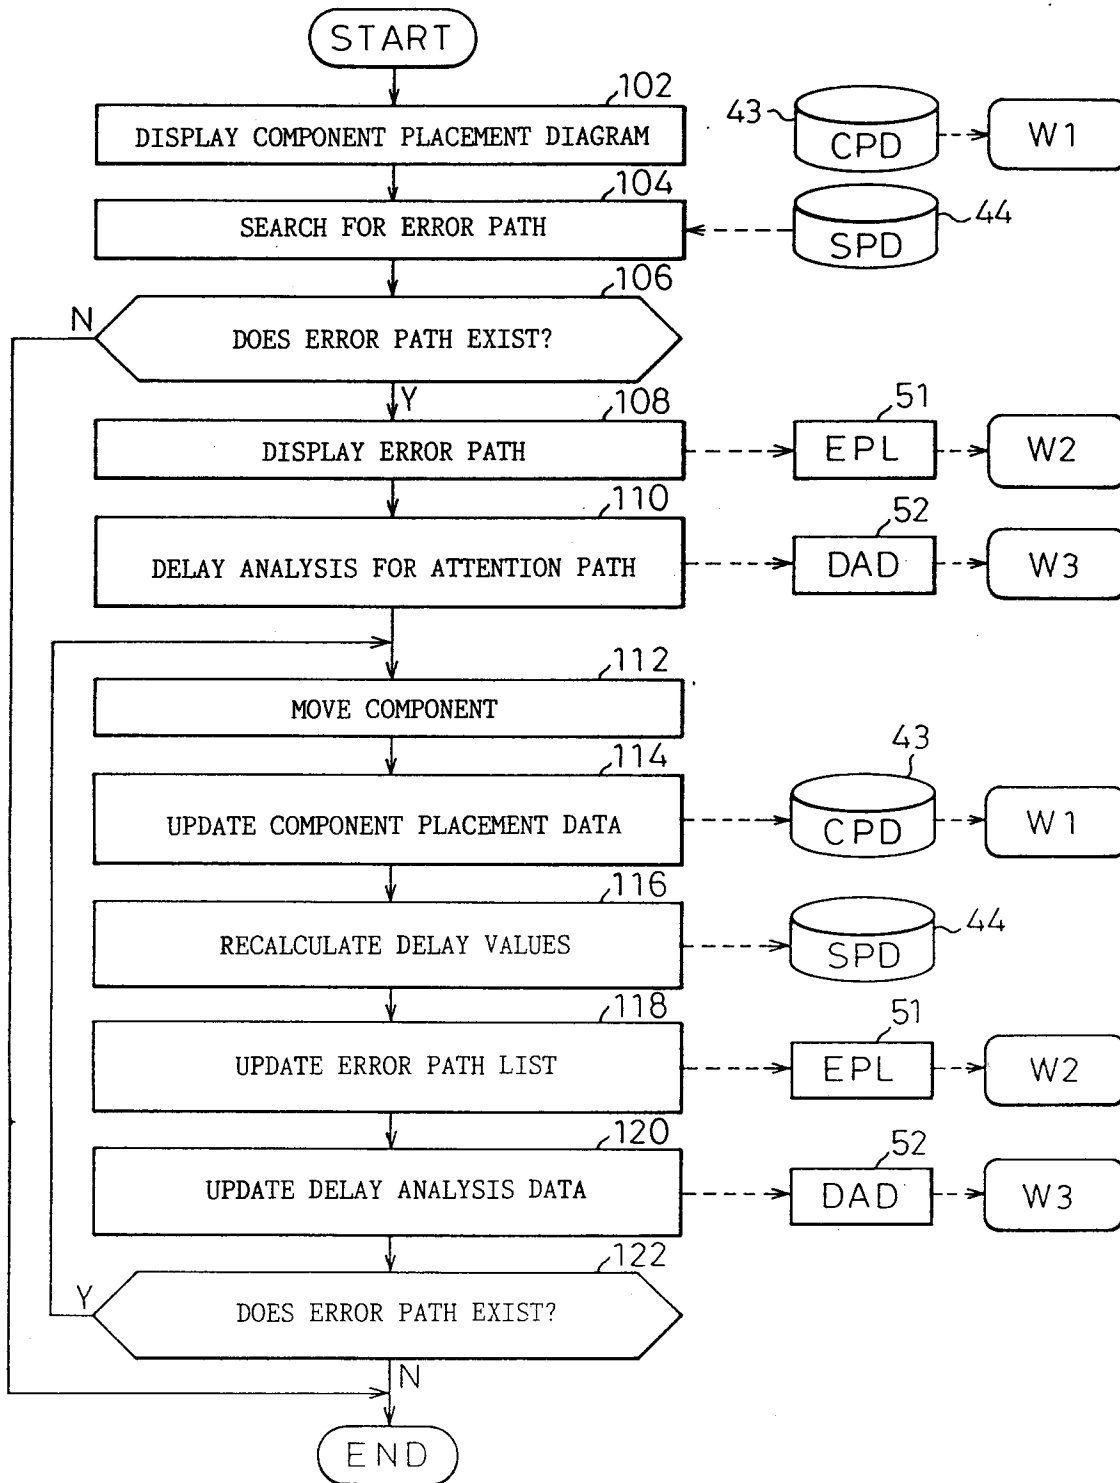 START
102
DISPLAY COMPONENT PLACEMENT DIAGRAM
43
CPD
W1
104
SEARCH FOR ERROR PATH
44
SPD
106
N
DOES ERROR PATH EXIST?
Y
108
DISPLAY ERROR PATH
51
EPL
W2
110
DELAY ANALYSIS FOR ATTENTION PATH
52
DAD
W3
112
MOVE COMPONENT
114
UPDATE COMPONENT PLACEMENT DATA
43
CPD
W1
116
RECALCULATE DELAY VALUES
44
SPD
118
UPDATE ERROR PATH LIST
51
EPL
W2
120
UPDATE DELAY ANALYSIS DATA
52
DAD
W3
122
Y
DOES ERROR PATH EXIST?
N
END